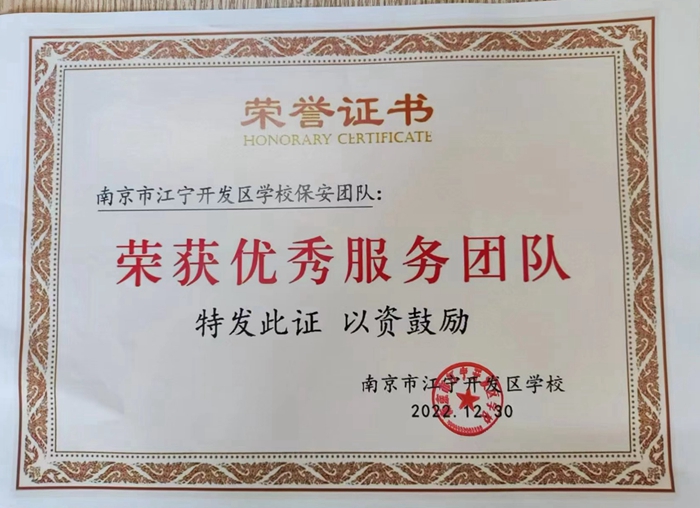 荣誉证书
HONORARY CERTIFICATE
南京市江宁开发区学校保安团队：
荣获优秀服务团队
特发此证 以资鼓励
南京市江宁开发区学校
2022.12.30